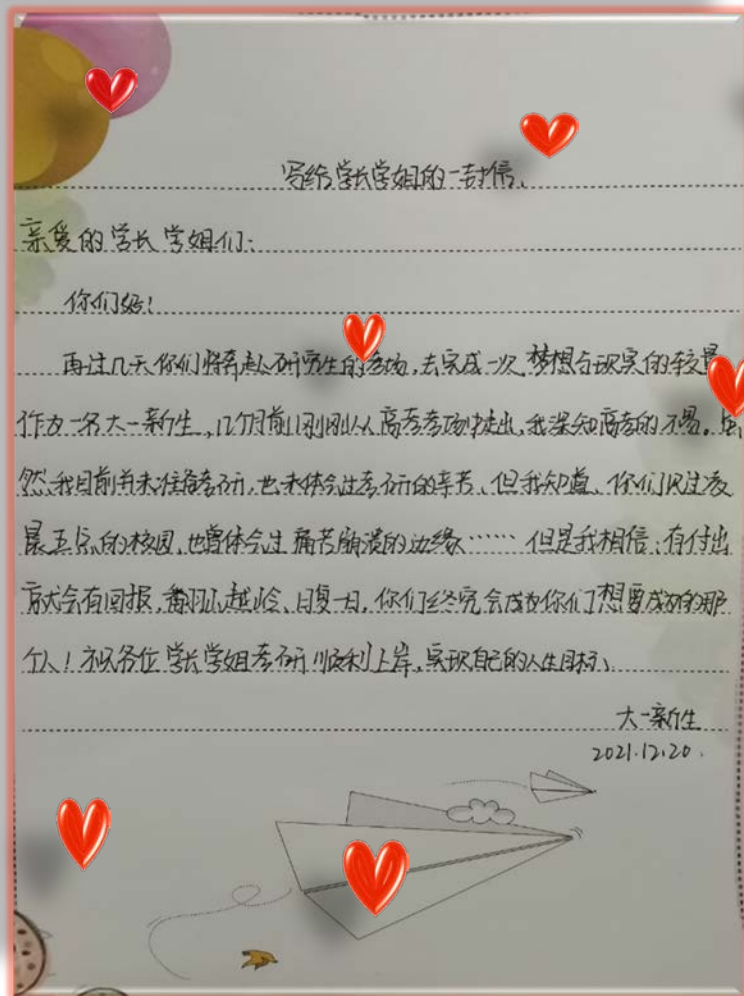 写给学长学姐的一封信、
亲爱的学长学姐们:
你们好!
再过几天你们将奔赴研究生的考场,去完成一次梦想与现实的较量
作为一名大一新生,几个月前刚刚从高考考场中走出,我深知高考的不易。虽
然、我目前并未准备考研,也未体会过考研的辛苦、但我知道、你们见过凌
晨五点的校园,也曾体会过痛苦崩溃的边缘……但是我相信:有付出
就会有回报,翻山越岭、日复一日,你们终究会成为你们想要成为的那
个人!祝各位学长学姐考研顺利上岸,实现自己的人生目标、
大一新生
2021.12.20.